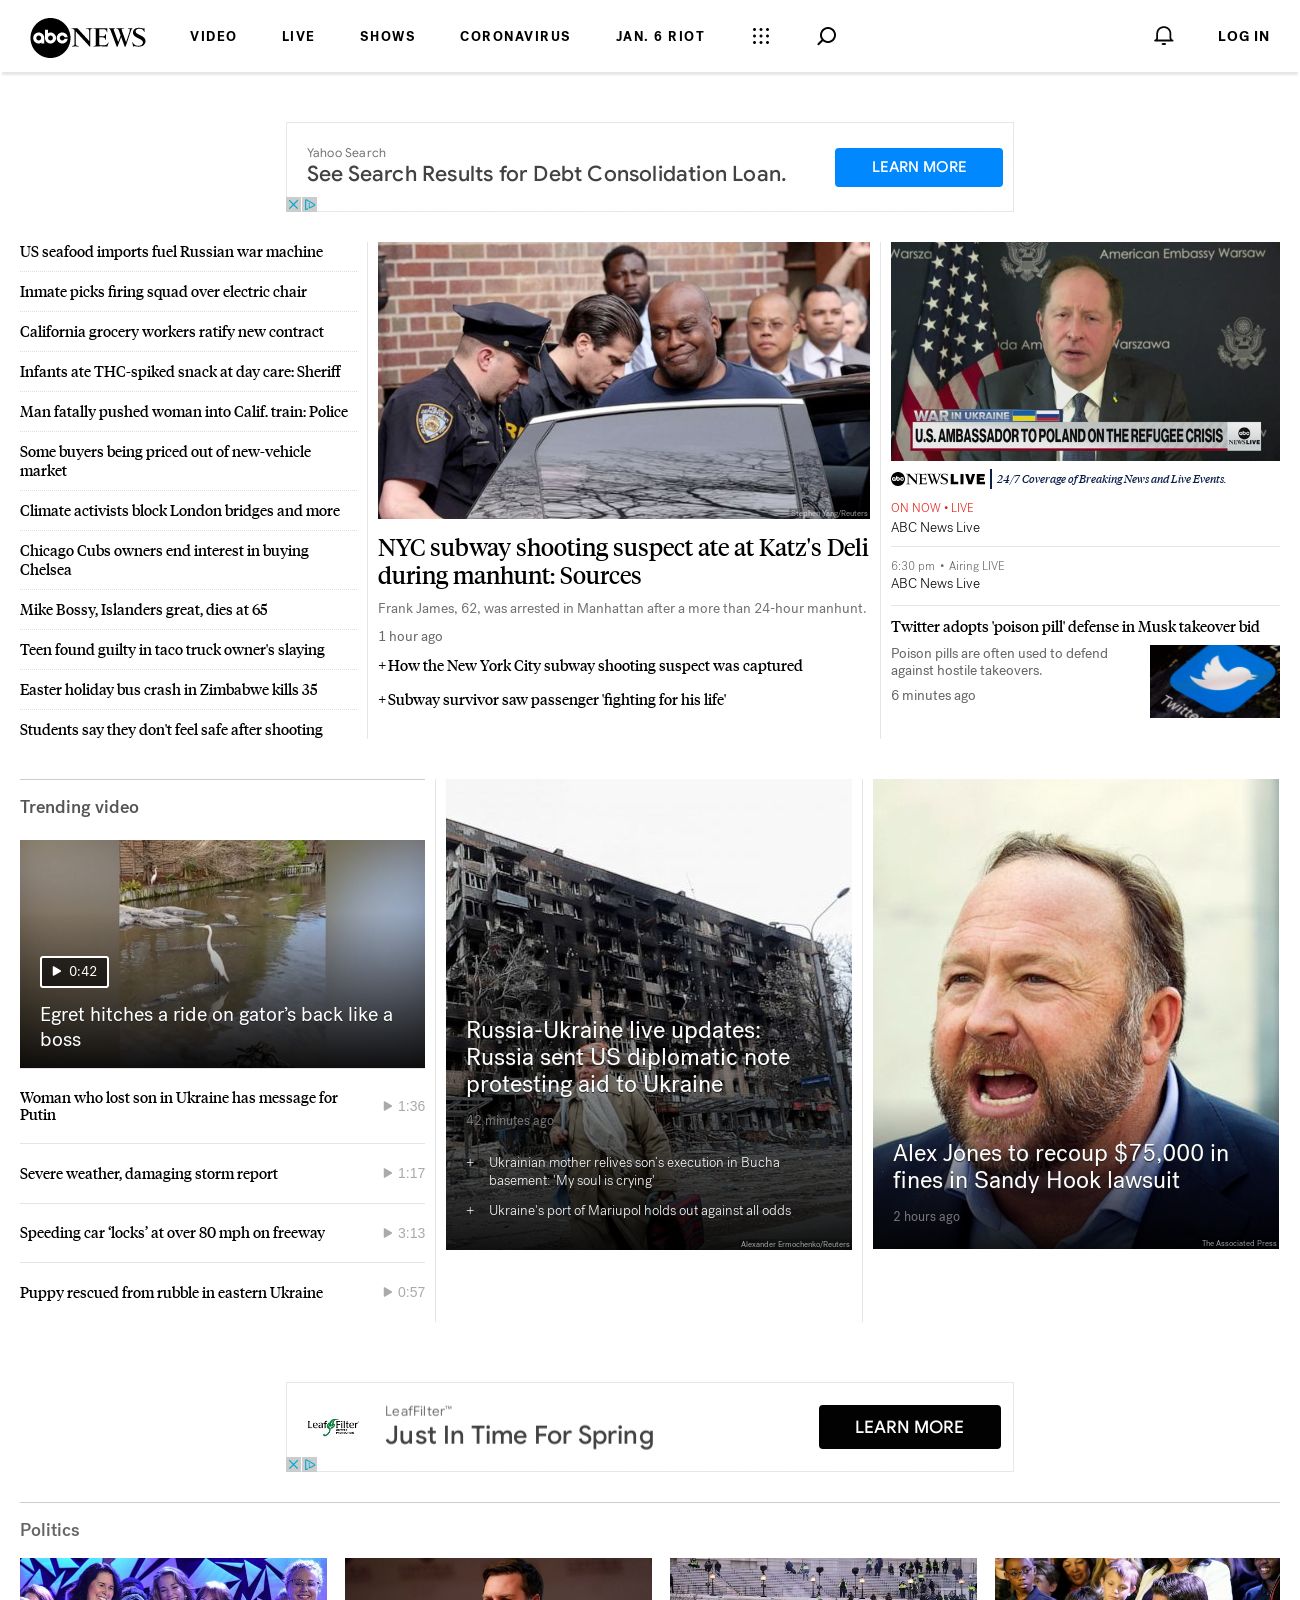 abc NEWS
VIDEO
LIVE
SHOWS
CORONAVIRUS
JAN. 6 RIOT
LOG IN
Yahoo Search
See Search Results for Debt Consolidation Loan.
LEARN MORE
US seafood imports fuel Russian war machine
Inmate picks firing squad over electric chair
California grocery workers ratify new contract
Infants ate THC-spiked snack at day care: Sheriff
Man fatally pushed woman into Calif. train: Police
Some buyers being priced out of new-vehicle
market
Climate activists block London bridges and more
Chicago Cubs owners end interest in buying
Chelsea
Mike Bossy, Islanders great, dies at 65
Teen found guilty in taco truck owner's slaying
Easter holiday bus crash in Zimbabwe kills 35
Students say they don't feel safe after shooting
Stephen Yang/Reuters
NYC subway shooting suspect ate at Katz's Deli
during manhunt: Sources
Frank James, 62, was arrested in Manhattan after a more than 24-hour manhunt.
1 hour ago
+ How the New York City subway shooting suspect was captured
+ Subway survivor saw passenger 'fighting for his life'
Warsz
American Embassy Warsaw
Warszawa
WAR IN UKRAINE
U.S. AMBASSADOR TO POLAND ON THE REFUGEE CRISIS
abc NEWS LIVE
abc NEWS LIVE | 24/7 Coverage of Breaking News and Live Events.
ON NOW • LIVE
ABC News Live
6:30 pm • Airing LIVE
ABC News Live
Twitter adopts 'poison pill' defense in Musk takeover bid
Poison pills are often used to defend
against hostile takeovers.
6 minutes ago
Twitter
Trending video
0:42
Egret hitches a ride on gator’s back like a
boss
Woman who lost son in Ukraine has message for
Putin
1:36
Severe weather, damaging storm report
1:17
Speeding car ‘locks’ at over 80 mph on freeway
3:13
Puppy rescued from rubble in eastern Ukraine
0:57
Russia-Ukraine live updates:
Russia sent US diplomatic note
protesting aid to Ukraine
42 minutes ago
+ Ukrainian mother relives son's execution in Bucha
basement: 'My soul is crying'
+ Ukraine's port of Mariupol holds out against all odds
Alexander Ermochenko/Reuters
Alex Jones to recoup $75,000 in
fines in Sandy Hook lawsuit
2 hours ago
The Associated Press
LeafFilter
LeafFilter™
Just In Time For Spring
LEARN MORE
Politics